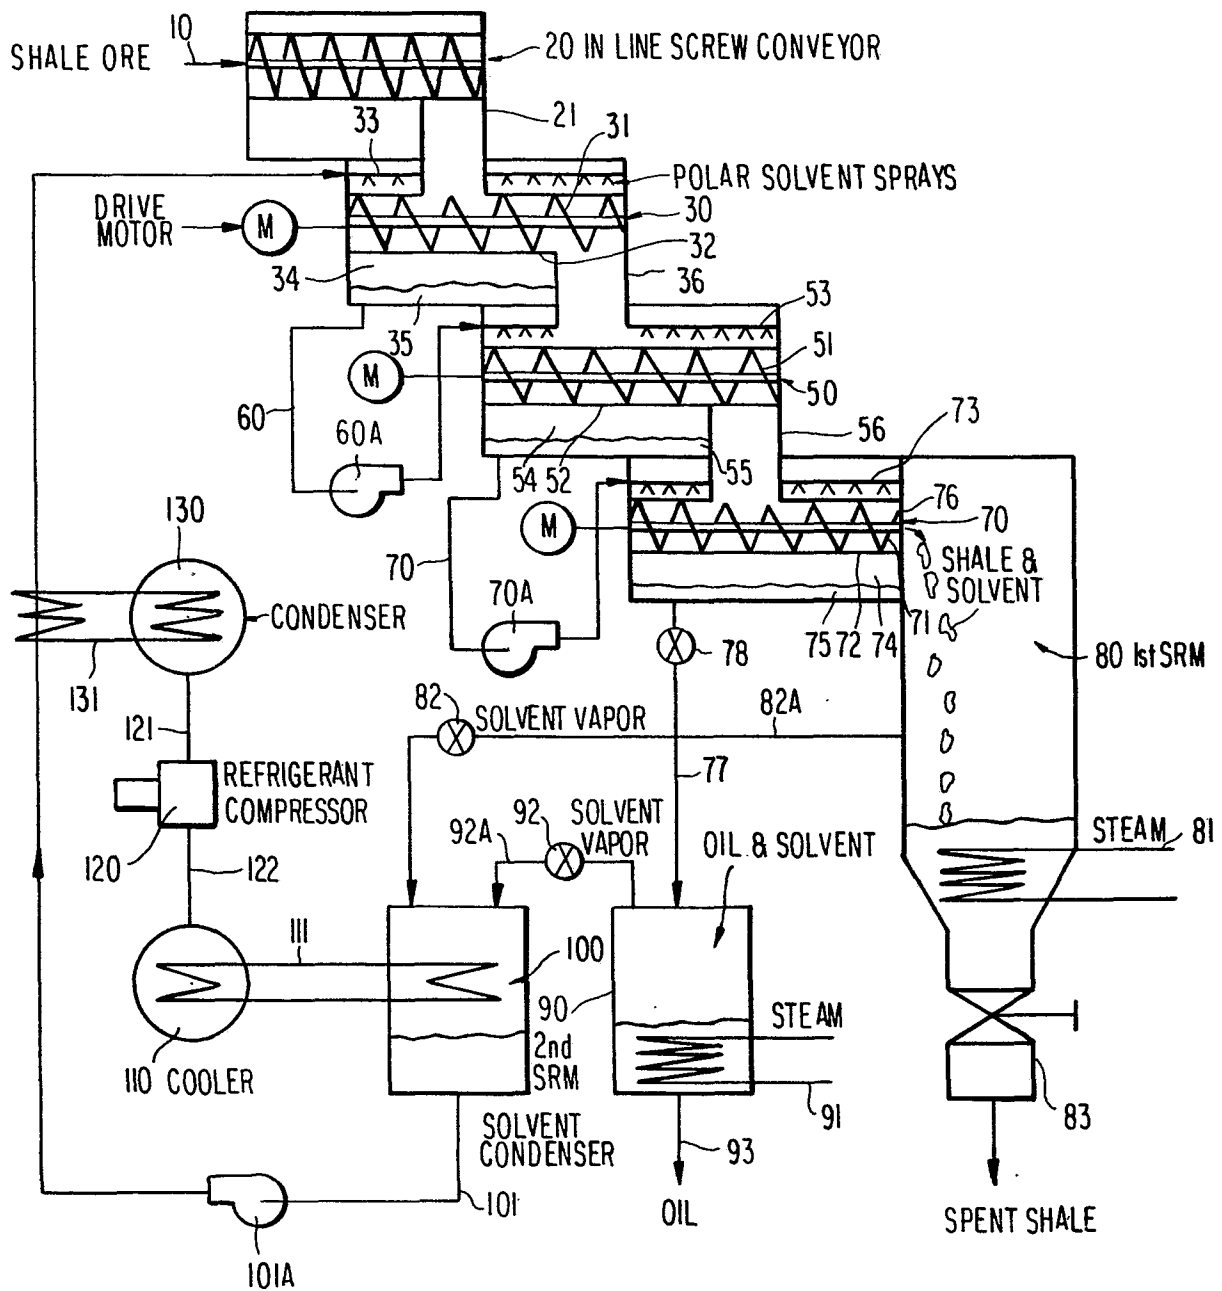 10
SHALE ORE
20 IN LINE SCREW CONVEYOR
21
33
31
POLAR SOLVENT SPRAYS
DRIVE
MOTOR
M
30
32
34
36
53
35
M
51
50
60
60A
73
56
54
52
55
76
130
M
70
70
SHALE &
SOLVENT
70A
CONDENSER
71
75
72
74
78
80 1st SRM
131
82
82A
121
SOLVENT VAPOR
77
REFRIGERANT
COMPRESSOR
SOLVENT
VAPOR
92
92A
STEAM
81
OIL & SOLVENT
120
122
111
100
90
STEAM
2nd
SRM
110 COOLER
91
83
SOLVENT
CONDENSER
93
101
OIL
SPENT SHALE
101A